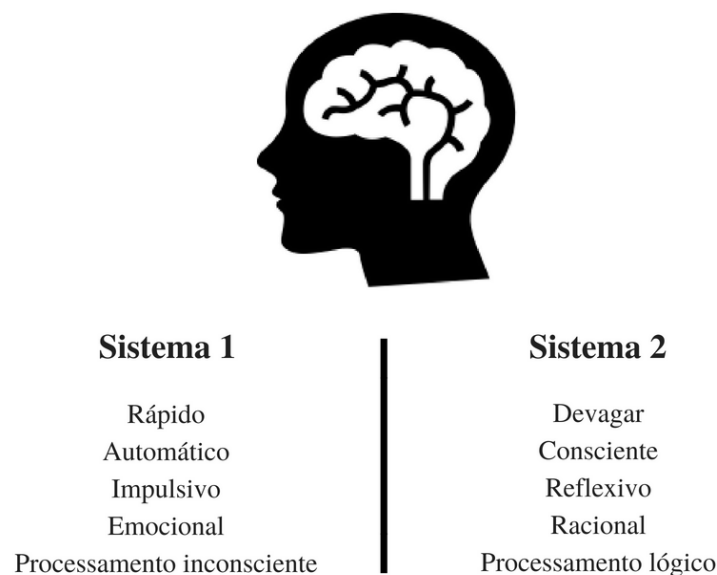 Sistema 1
Rápido
Automático
Impulsivo
Emocional
Processamento inconsciente
Sistema 2
Devagar
Consciente
Reflexivo
Racional
Processamento lógico